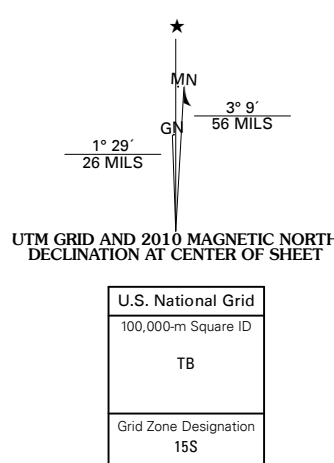 ★
MN
3° 9´
56 MILS
GN
1° 29´
26 MILS
UTM GRID AND 2010 MAGNETIC NORTH
DECLINATION AT CENTER OF SHEET
U.S. National Grid
100,000-m Square ID
TB
Grid Zone Designation
15S